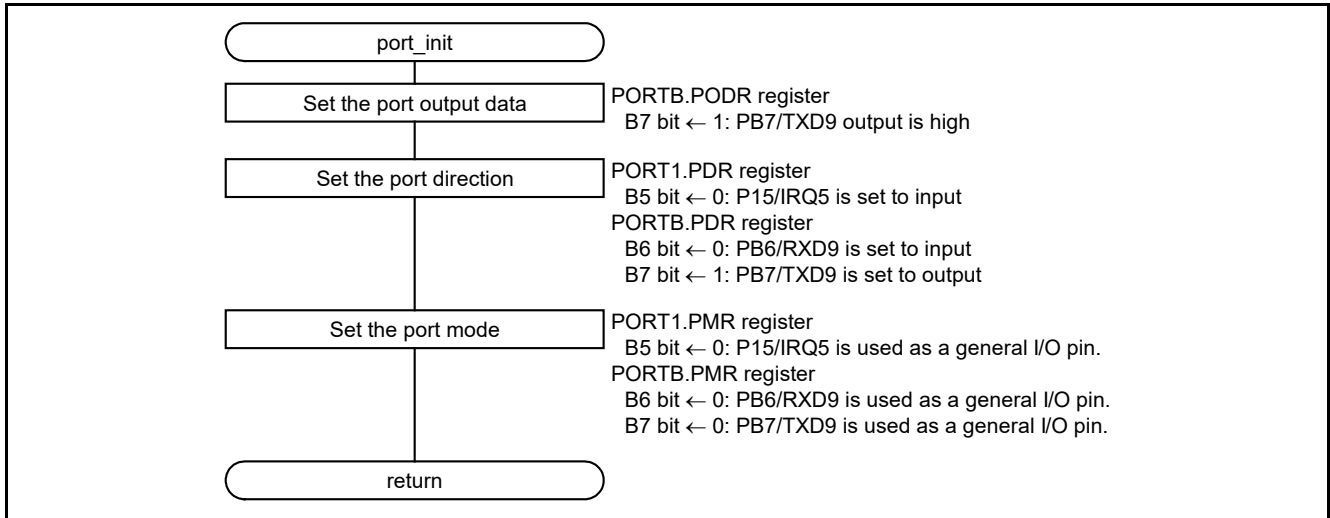 port_init
Set the port output data
PORTB.PODR register
B7 bit ← 1: PB7/TXD9 output is high
Set the port direction
PORT1.PDR register
B5 bit ← 0: P15/IRQ5 is set to input
PORTB.PDR register
B6 bit ← 0: PB6/RXD9 is set to input
B7 bit ← 1: PB7/TXD9 is set to output
Set the port mode
PORT1.PMR register
B5 bit ← 0: P15/IRQ5 is used as a general I/O pin.
PORTB.PMR register
B6 bit ← 0: PB6/RXD9 is used as a general I/O pin.
B7 bit ← 0: PB7/TXD9 is used as a general I/O pin.
return